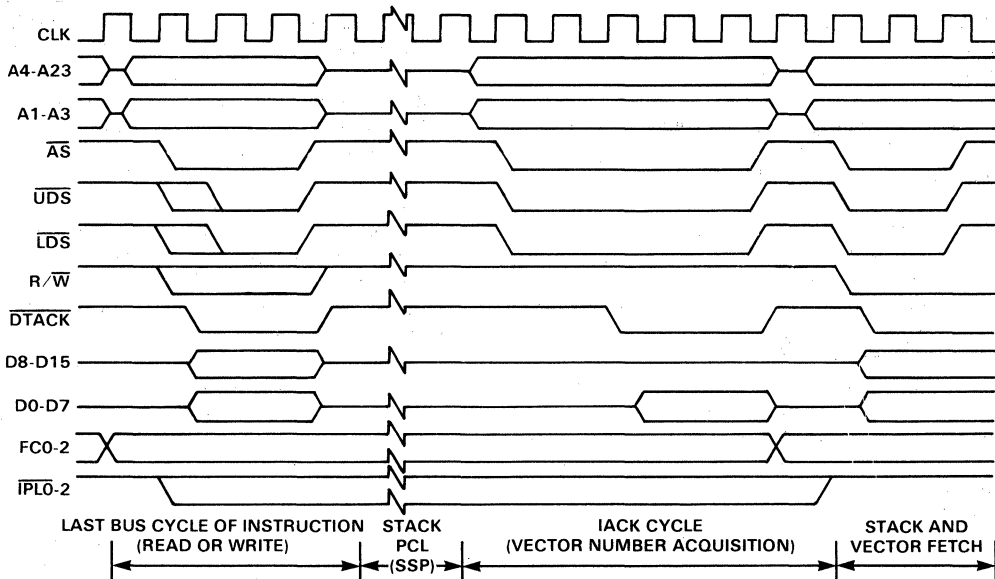 CLK
A4-A23
A1-A3
AS
UDS
LDS
R/W
DTACK
D8-D15
D0-D7
FC0-2
IPL0-2
LAST BUS CYCLE OF INSTRUCTION
(READ OR WRITE)
STACK
PCL
(SSP)
IACK CYCLE
(VECTOR NUMBER ACQUISITION)
STACK AND
VECTOR FETCH